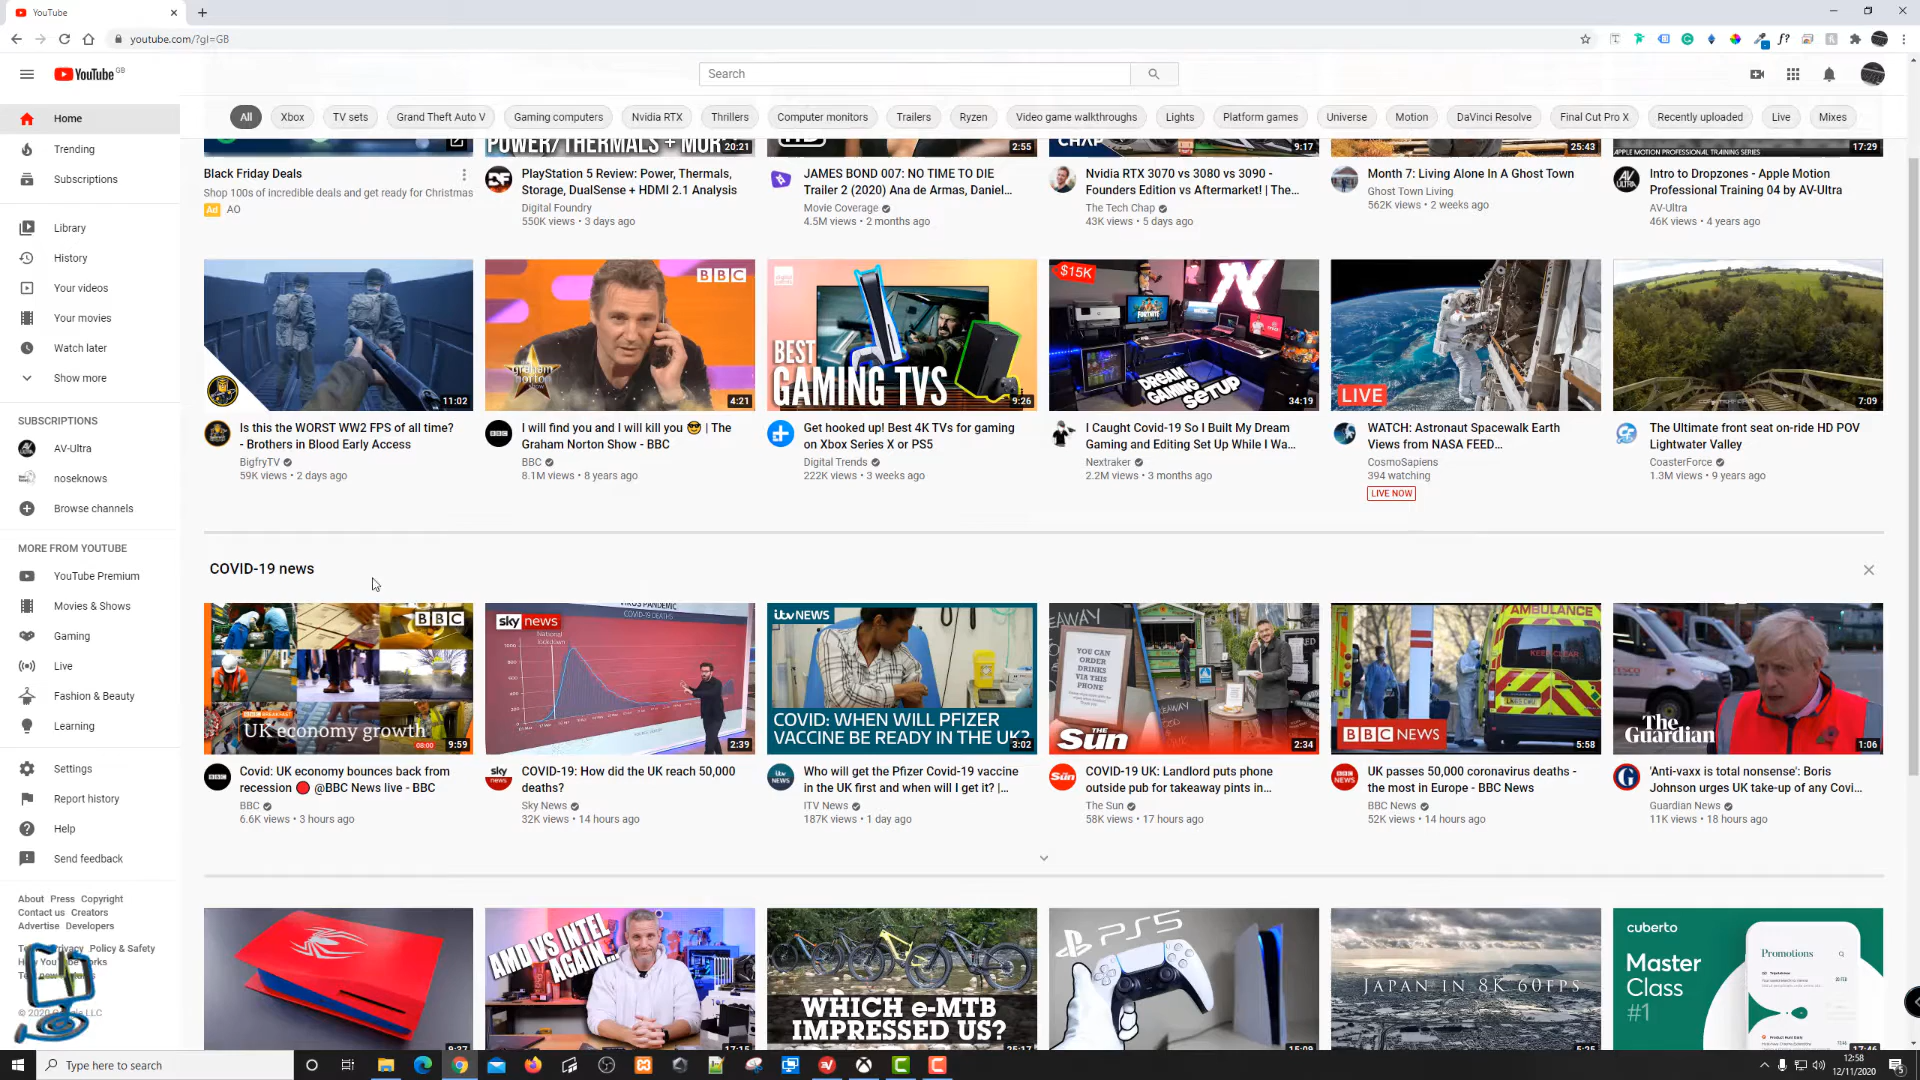 YouTube
youtube.com/?gl=GB
YouTube GB
Search
Home
Trending
Subscriptions
Library
History
Your videos
Your movies
Watch later
Show more
SUBSCRIPTIONS
AV-Ultra
noseknows
Browse channels
MORE FROM YOUTUBE
YouTube Premium
Movies & Shows
Gaming
Live
Fashion & Beauty
Learning
Settings
Report history
Help
Send feedback
About Press Copyright
Contact us Creators
Advertise Developers
Policy & Safety
All Xbox TV sets Grand Theft Auto V Gaming computers Nvidia RTX Thrillers Computer monitors Trailers Ryzen Video game walkthroughs Lights Platform games Universe Motion DaVinci Resolve Final Cut Pro X Recently uploaded Live Mixes
POWER/THERMALS + MOR
20:21
2:55
CHAP
9:17
25:43
APPLE MOTION PROFESSIONAL TRAINING SERIES
17:29
Black Friday Deals
Shop 100s of incredible deals and get ready for Christmas
Ad AO
PlayStation 5 Review: Power, Thermals,
Storage, DualSense + HDMI 2.1 Analysis
Digital Foundry
550K views • 3 days ago
JAMES BOND 007: NO TIME TO DIE
Trailer 2 (2020) Ana de Armas, Daniel...
Movie Coverage
4.5M views • 2 months ago
Nvidia RTX 3070 vs 3080 vs 3090 -
Founders Edition vs Aftermarket! | The...
The Tech Chap
43K views • 5 days ago
Month 7: Living Alone In A Ghost Town
Ghost Town Living
562K views • 2 weeks ago
Intro to Dropzones - Apple Motion
Professional Training 04 by AV-Ultra
AV-Ultra
46K views • 4 years ago
11:02
BBC
graham
norton
show
4:21
BEST
GAMING TVS
9:26
$15K
DREAM
GAMING SETUP
34:19
LIVE
7:09
Is this the WORST WW2 FPS of all time?
- Brothers in Blood Early Access
BigfryTV
59K views • 2 days ago
I will find you and I will kill you 😎 | The
Graham Norton Show - BBC
BBC
8.1M views • 8 years ago
Get hooked up! Best 4K TVs for gaming
on Xbox Series X or PS5
Digital Trends
222K views • 3 weeks ago
I Caught Covid-19 So I Built My Dream
Gaming and Editing Set Up While I Wa...
Nextraker
2.2M views • 3 months ago
WATCH: Astronaut Spacewalk Earth
Views from NASA FEED...
CosmoSapiens
394 watching
LIVE NOW
The Ultimate front seat on-ride HD POV
Lightwater Valley
CoasterForce
1.3M views • 9 years ago
COVID-19 news
BBC
UK economy growth
08:00
9:59
sky news
COVID-19 DEATHS
National
lockdown
2:39
itv NEWS
COVID: WHEN WILL PFIZER
VACCINE BE READY IN THE UK?
3:02
YOU CAN
ORDER
DRINKS
VIA THIS
PHONE
The Sun
2:34
AMBULANCE
KEEP CLEAR
BBC NEWS
5:58
The
Guardian
1:06
Covid: UK economy bounces back from
recession 🔴 @BBC News live - BBC
BBC
6.6K views • 3 hours ago
COVID-19: How did the UK reach 50,000
deaths?
Sky News
32K views • 14 hours ago
Who will get the Pfizer Covid-19 vaccine
in the UK first and when will I get it? |...
ITV News
187K views • 1 day ago
COVID-19 UK: Landlord puts phone
outside pub for takeaway pints in...
The Sun
58K views • 17 hours ago
UK passes 50,000 coronavirus deaths -
the most in Europe - BBC News
BBC News
52K views • 14 hours ago
'Anti-vaxx is total nonsense': Boris
Johnson urges UK take-up of any Covi...
Guardian News
11K views • 18 hours ago
AMD VS INTEL
AGAIN...
WHICH e-MTB
IMPRESSED US?
PS5
JAPAN IN 8K 60FPS
cuberto
Master
Class
#1
Promotions
Type here to search
12:58
12/11/2020